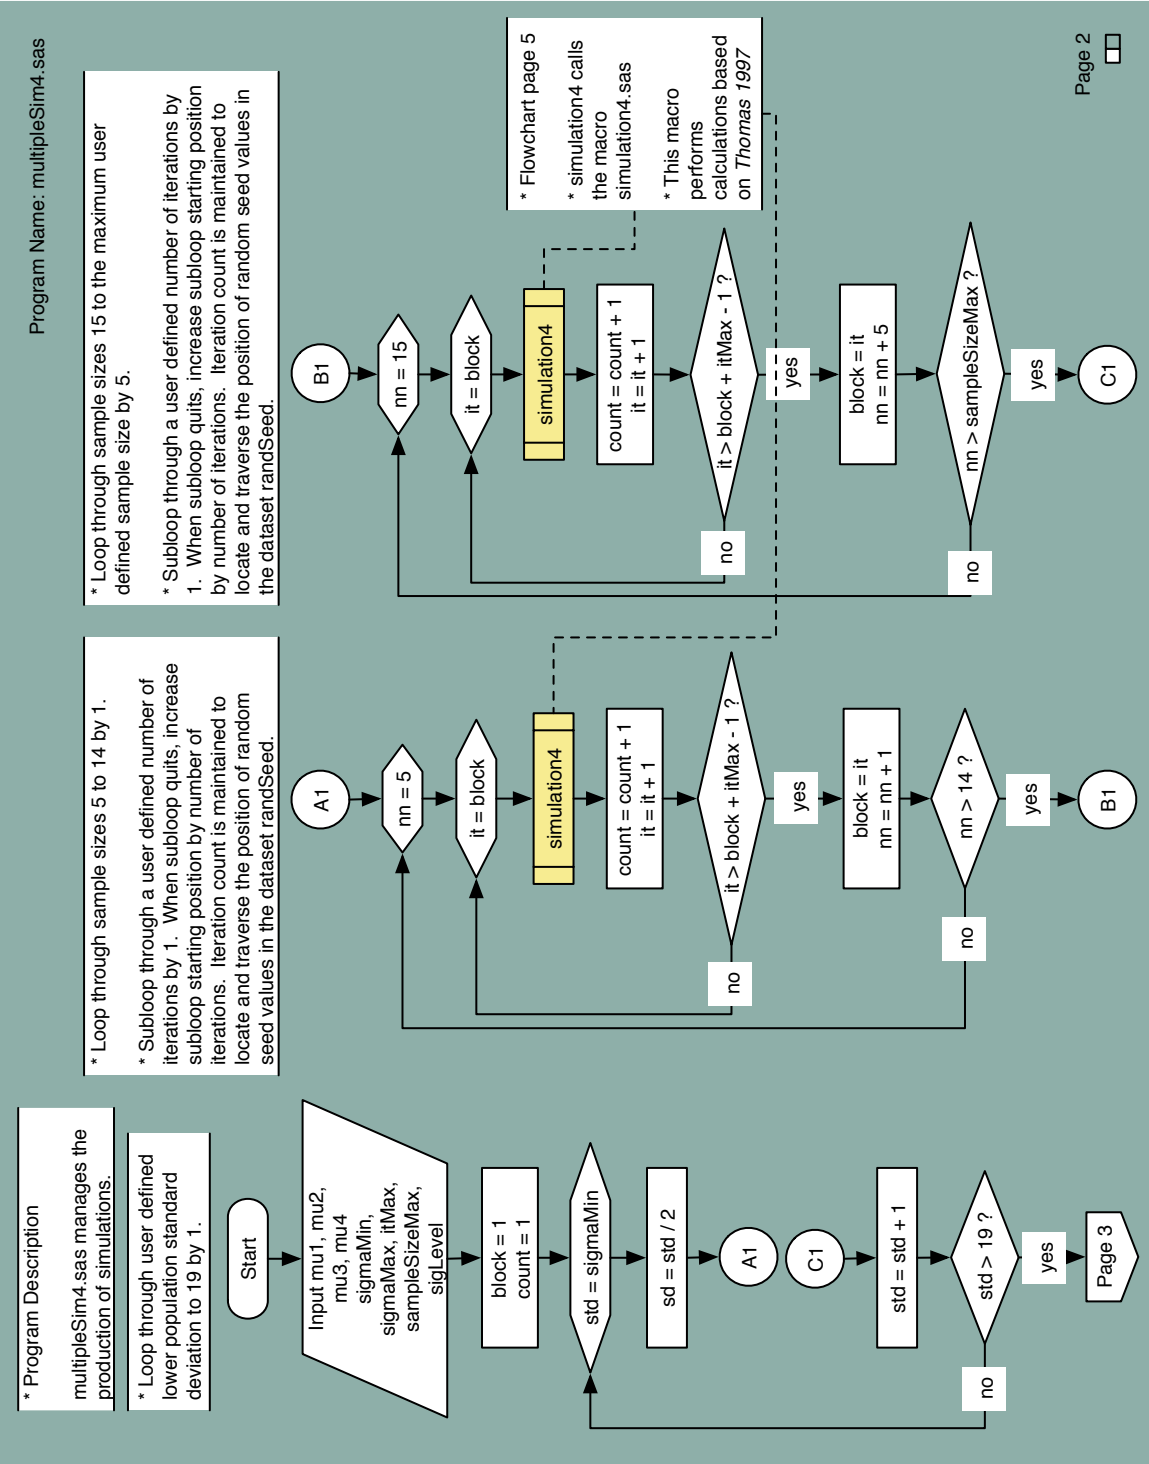 Program Name: multipleSim4.sas
* Program Description
multipleSim4.sas manages the
production of simulations.
* Loop through user defined
lower population standard
deviation to 19 by 1.
Start
Input mu1, mu2,
mu3, mu4
sigmaMin,
sigmaMax, itMax,
sampleSizeMax,
sigLevel
block = 1
count = 1
std = sigmaMin
sd = std / 2
A1
C1
std = std + 1
std > 19 ?
no
yes
Page 3
* Loop through sample sizes 5 to 14 by 1.
* Subloop through a user defined number of
iterations by 1.  When subloop quits, increase
subloop starting position by number of
iterations.  Iteration count is maintained to
locate and traverse the position of random
seed values in the dataset randSeed.
A1
nn = 5
it = block
simulation4
count = count + 1
it = it + 1
it > block + itMax - 1 ?
no
yes
block = it
nn = nn + 1
nn > 14 ?
no
yes
B1
* Loop through sample sizes 15 to the maximum user
defined sample size by 5.
* Subloop through a user defined number of iterations by
1.  When subloop quits, increase subloop starting position
by number of iterations.  Iteration count is maintained to
locate and traverse the position of random seed values in
the dataset randSeed.
B1
nn = 15
it = block
simulation4
count = count + 1
it = it + 1
it > block + itMax - 1 ?
no
yes
block = it
nn = nn + 5
nn > sampleSizeMax ?
no
yes
C1
* Flowchart page 5
* simulation4 calls
the macro
simulation4.sas
* This macro
performs
calculations based
on Thomas 1997
Page 2